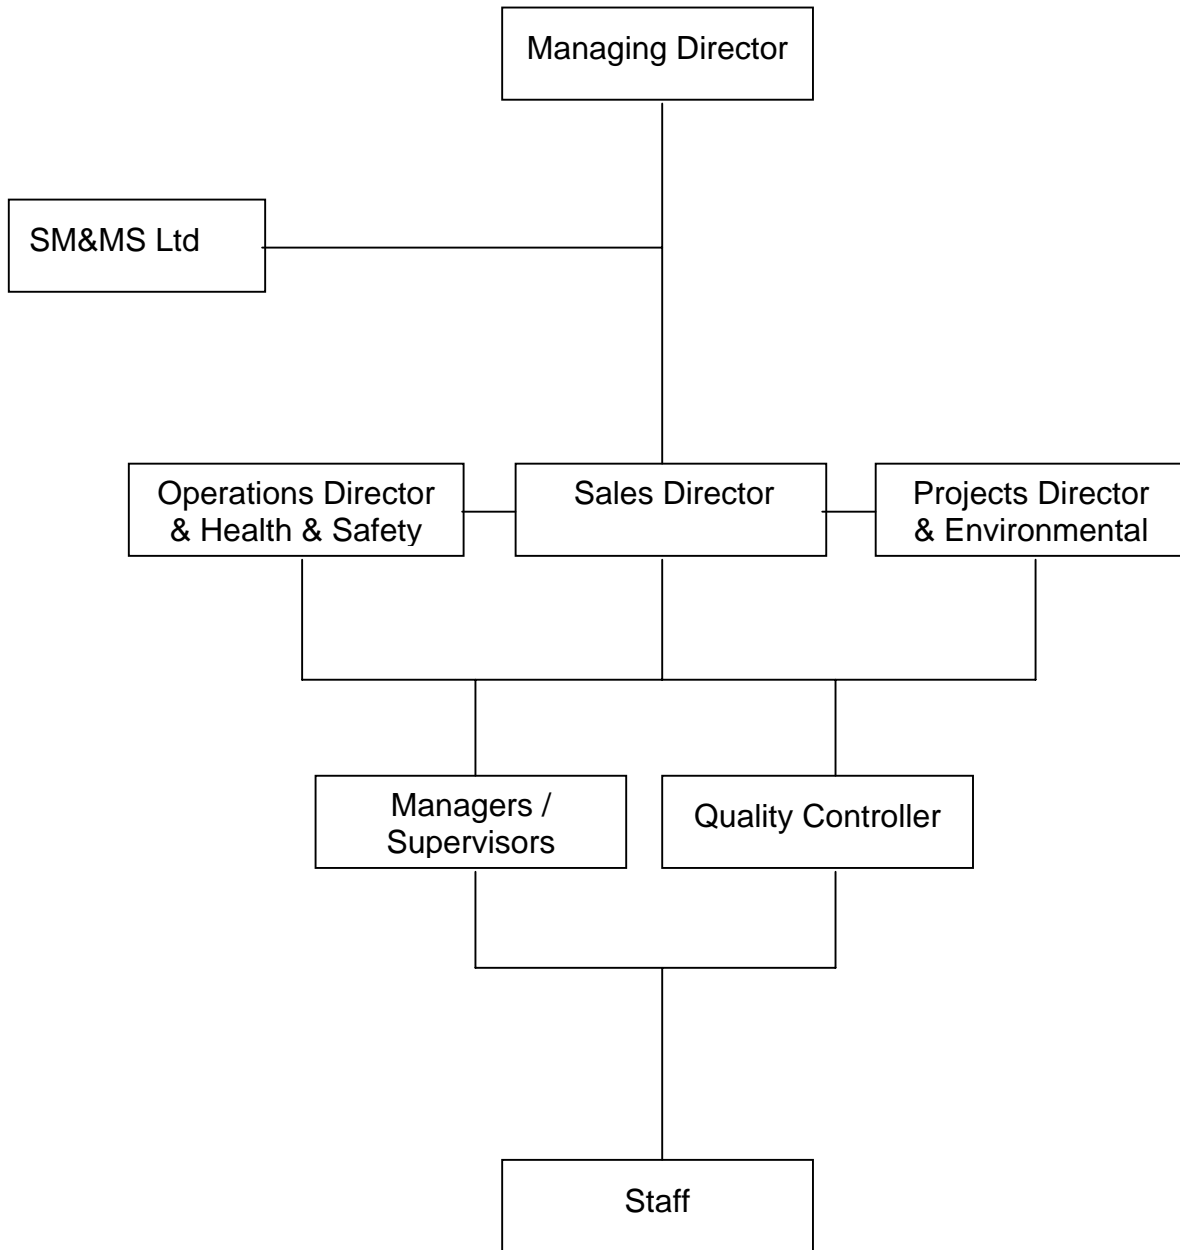 Managing Director
SM&MS Ltd
Operations Director
& Health & Safety
Sales Director
Projects Director
& Environmental
Managers /
Supervisors
Quality Controller
Staff